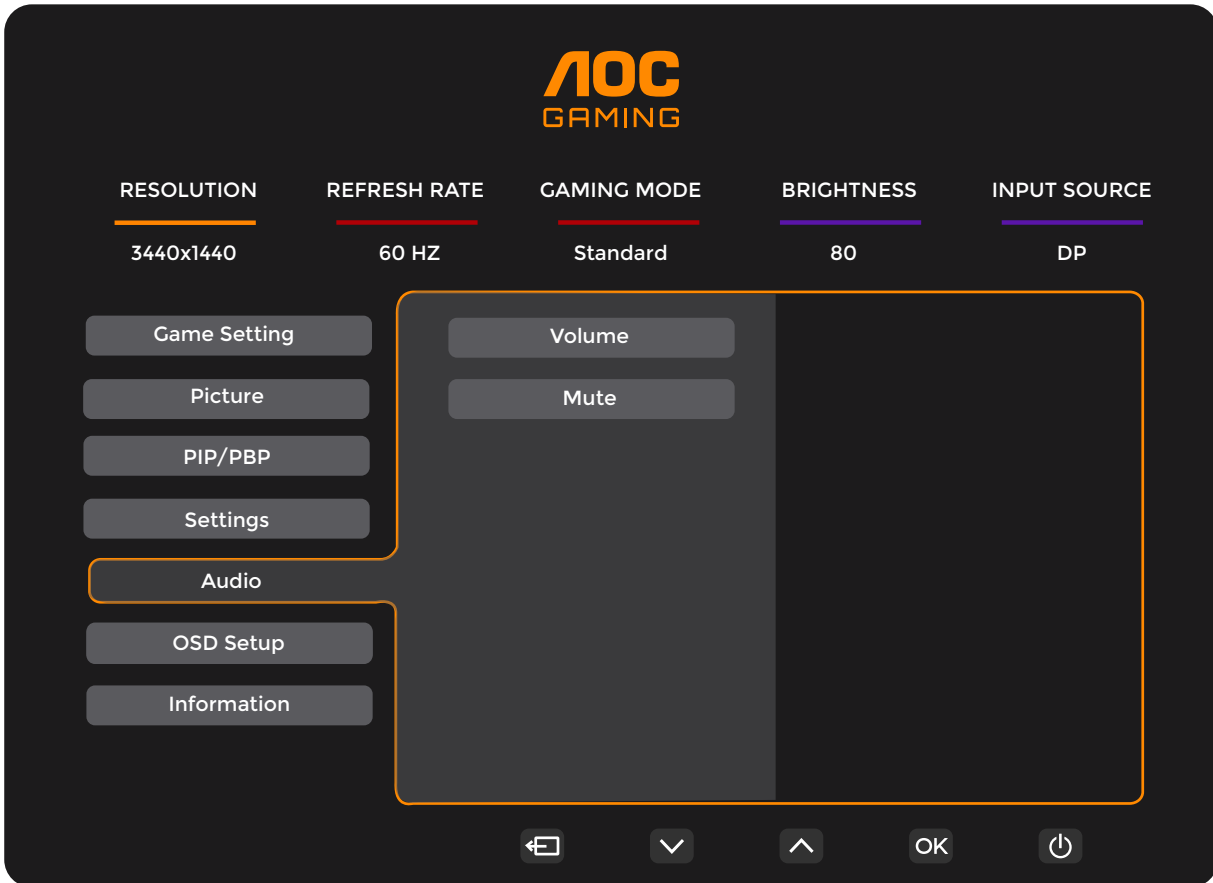 AOC
GAMING
RESOLUTION REFRESH RATE GAMING MODE BRIGHTNESS INPUT SOURCE
3440x1440 60 HZ Standard 80 DP
Game Setting Volume
Picture Mute
PIP/PBP
Settings
Audio
OSD Setup
Information
OK